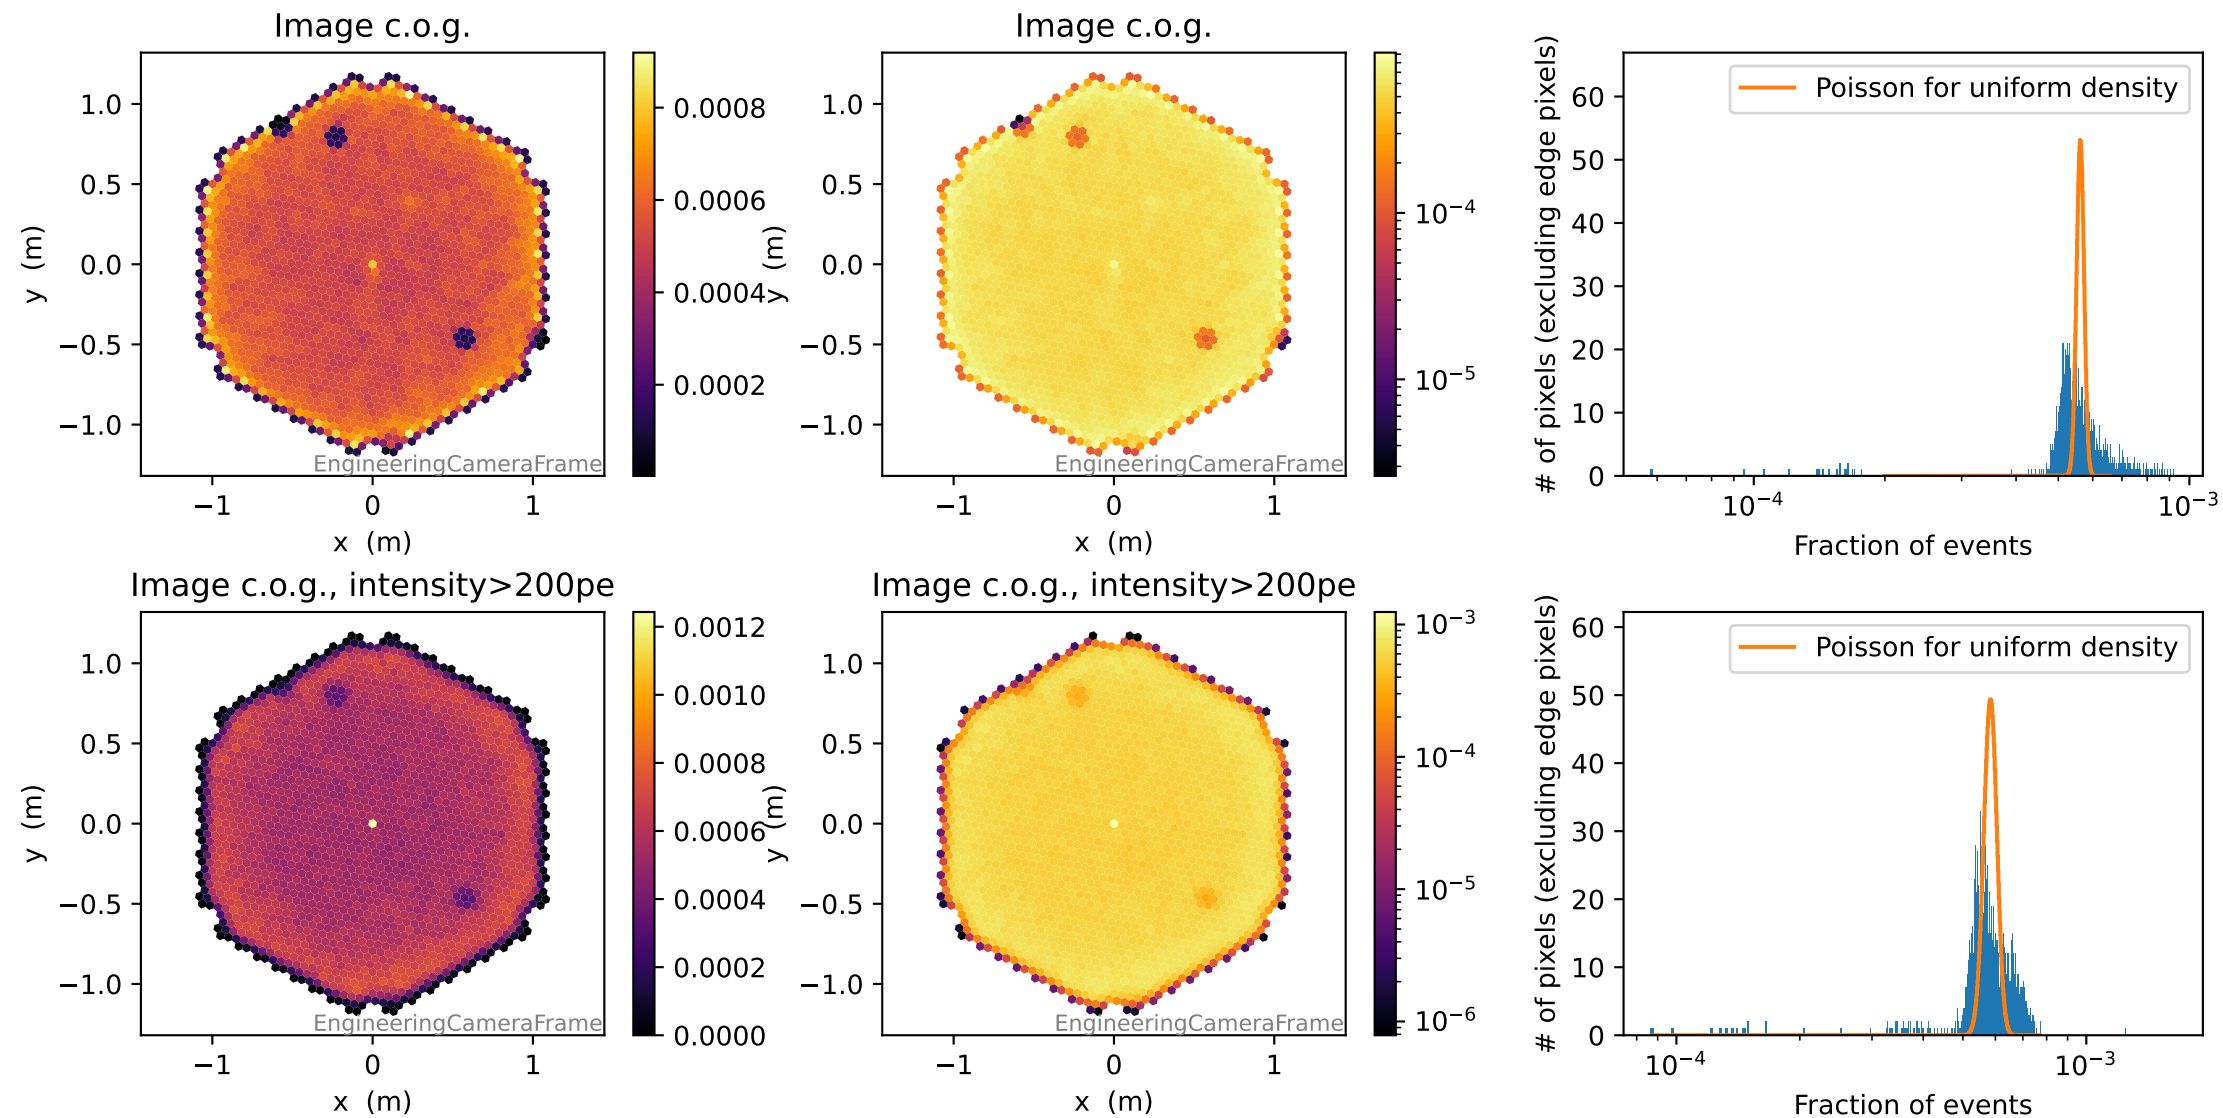 Image c.o.g.
1.0
0.5
0.0
−0.5
−1.0
y (m)
−1 0 1
x (m)
EngineeringCameraFrame
0.0008
0.0006
0.0004
0.0002
Image c.o.g.
1.0
0.5
0.0
−0.5
−1.0
y (m)
−1 0 1
x (m)
EngineeringCameraFrame
10−4
10−5
# of pixels (excluding edge pixels)
60
50
40
30
20
10
0
Poisson for uniform density
10−4 10−3
Fraction of events
Image c.o.g., intensity>200pe
1.0
0.5
0.0
−0.5
−1.0
y (m)
−1 0 1
x (m)
EngineeringCameraFrame
0.0012
0.0010
0.0008
0.0006
0.0004
0.0002
0.0000
Image c.o.g., intensity>200pe
1.0
0.5
0.0
−0.5
−1.0
y (m)
−1 0 1
x (m)
EngineeringCameraFrame
10−3
10−4
10−5
10−6
# of pixels (excluding edge pixels)
60
50
40
30
20
10
0
Poisson for uniform density
10−4 10−3
Fraction of events